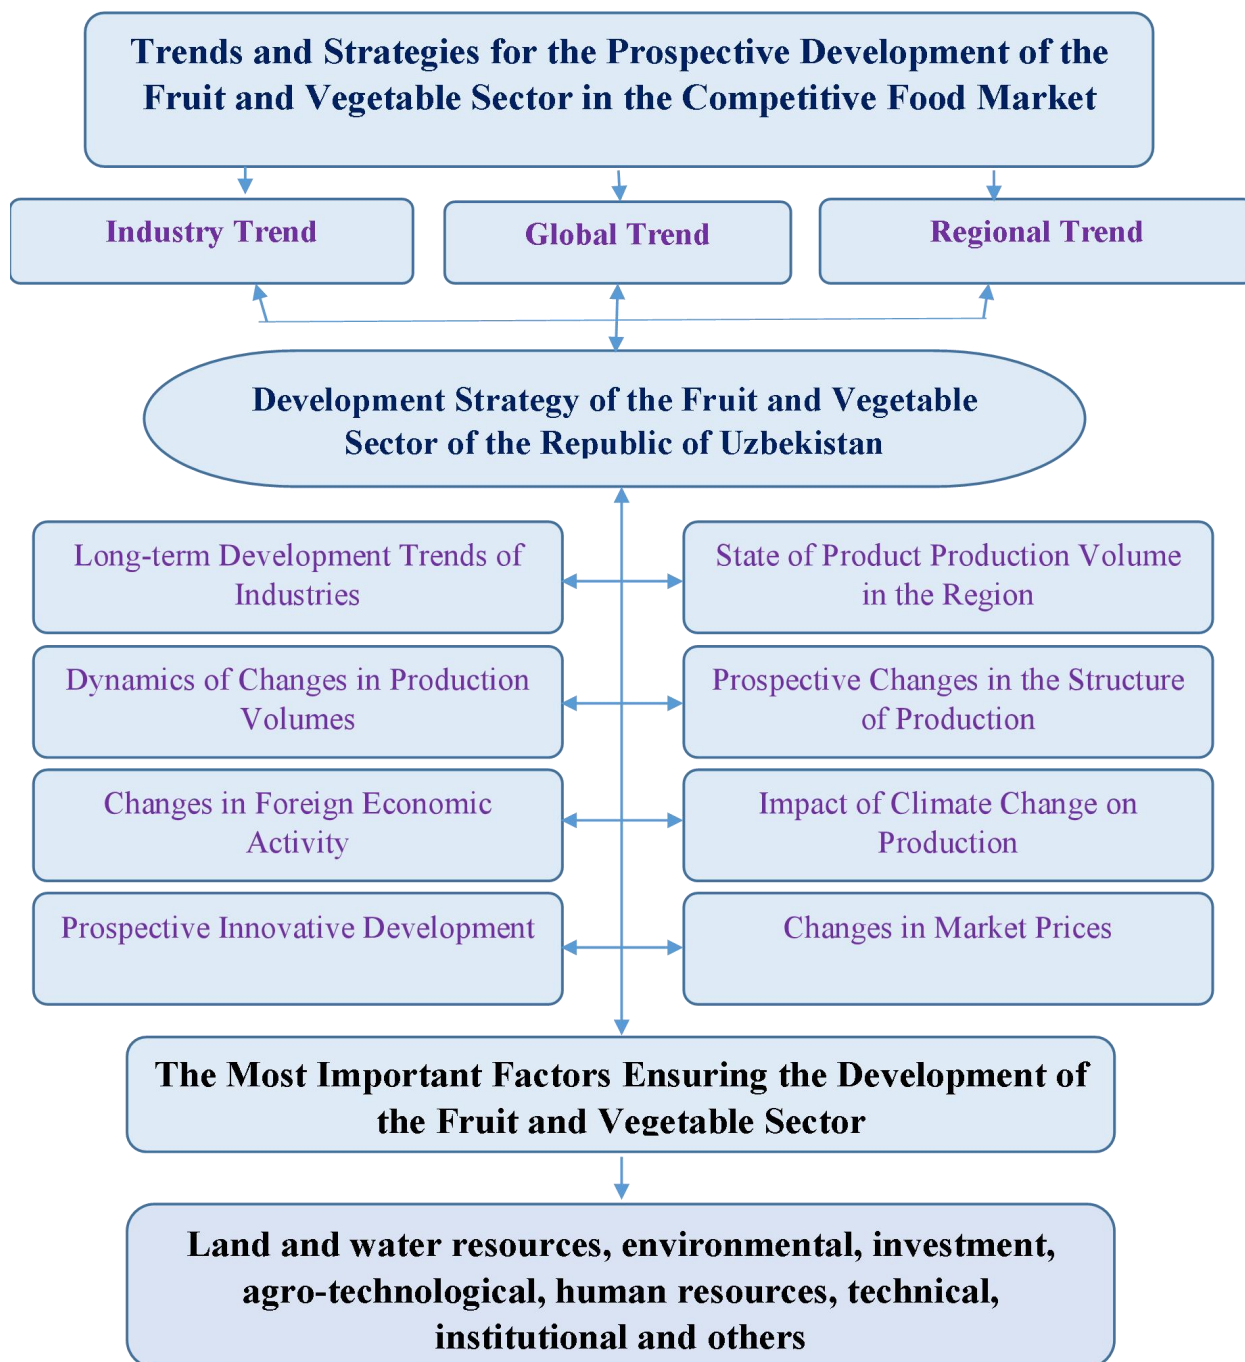 Trends and Strategies for the Prospective Development of the
Fruit and Vegetable Sector in the Competitive Food Market
Industry Trend
Global Trend
Regional Trend
Development Strategy of the Fruit and Vegetable
Sector of the Republic of Uzbekistan
Long-term Development Trends of
Industries
State of Product Production Volume
in the Region
Dynamics of Changes in Production
Volumes
Prospective Changes in the Structure
of Production
Changes in Foreign Economic
Activity
Impact of Climate Change on
Production
Prospective Innovative Development
Changes in Market Prices
The Most Important Factors Ensuring the Development of
the Fruit and Vegetable Sector
Land and water resources, environmental, investment,
agro-technological, human resources, technical,
institutional and others